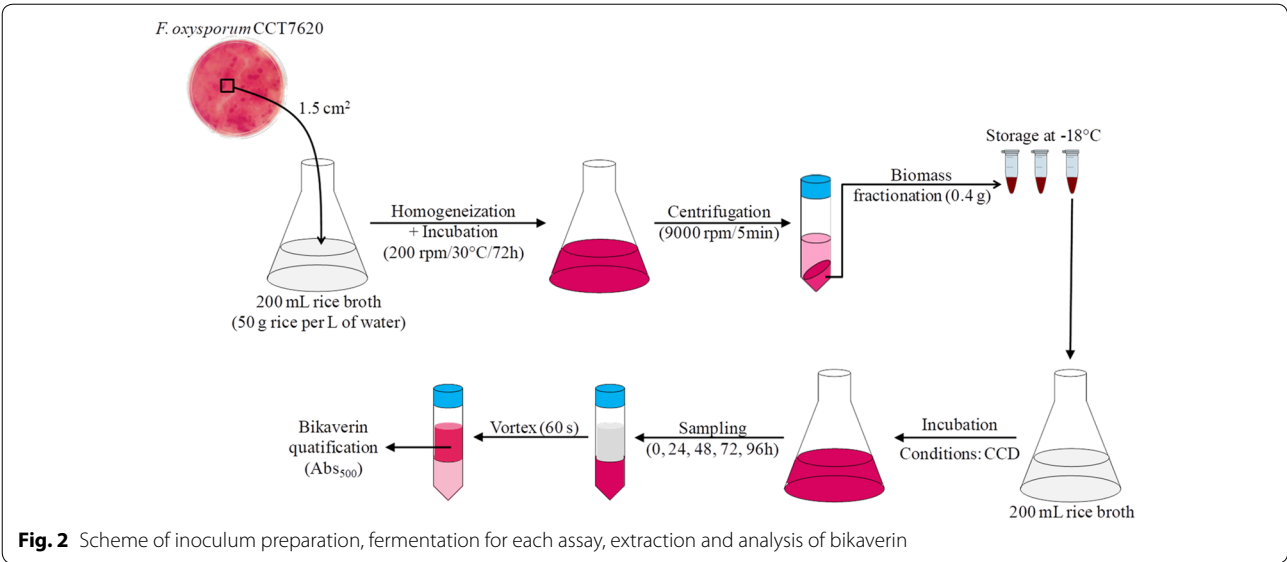 F. oxysporum CCT7620
1.5 cm²
200 mL rice broth
(50 g rice per L of water)
Homogeneization
+ Incubation
(200 rpm/30°C/72h)
Centrifugation
(9000 rpm/5min)
Biomass
fractionation (0.4 g)
Storage at -18°C
200 mL rice broth
Incubation
Conditions: CCD
Sampling
(0, 24, 48, 72, 96h)
Vortex (60 s)
Bikaverin
quatification
(Abs₅₀₀)
Fig. 2 Scheme of inoculum preparation, fermentation for each assay, extraction and analysis of bikaverin